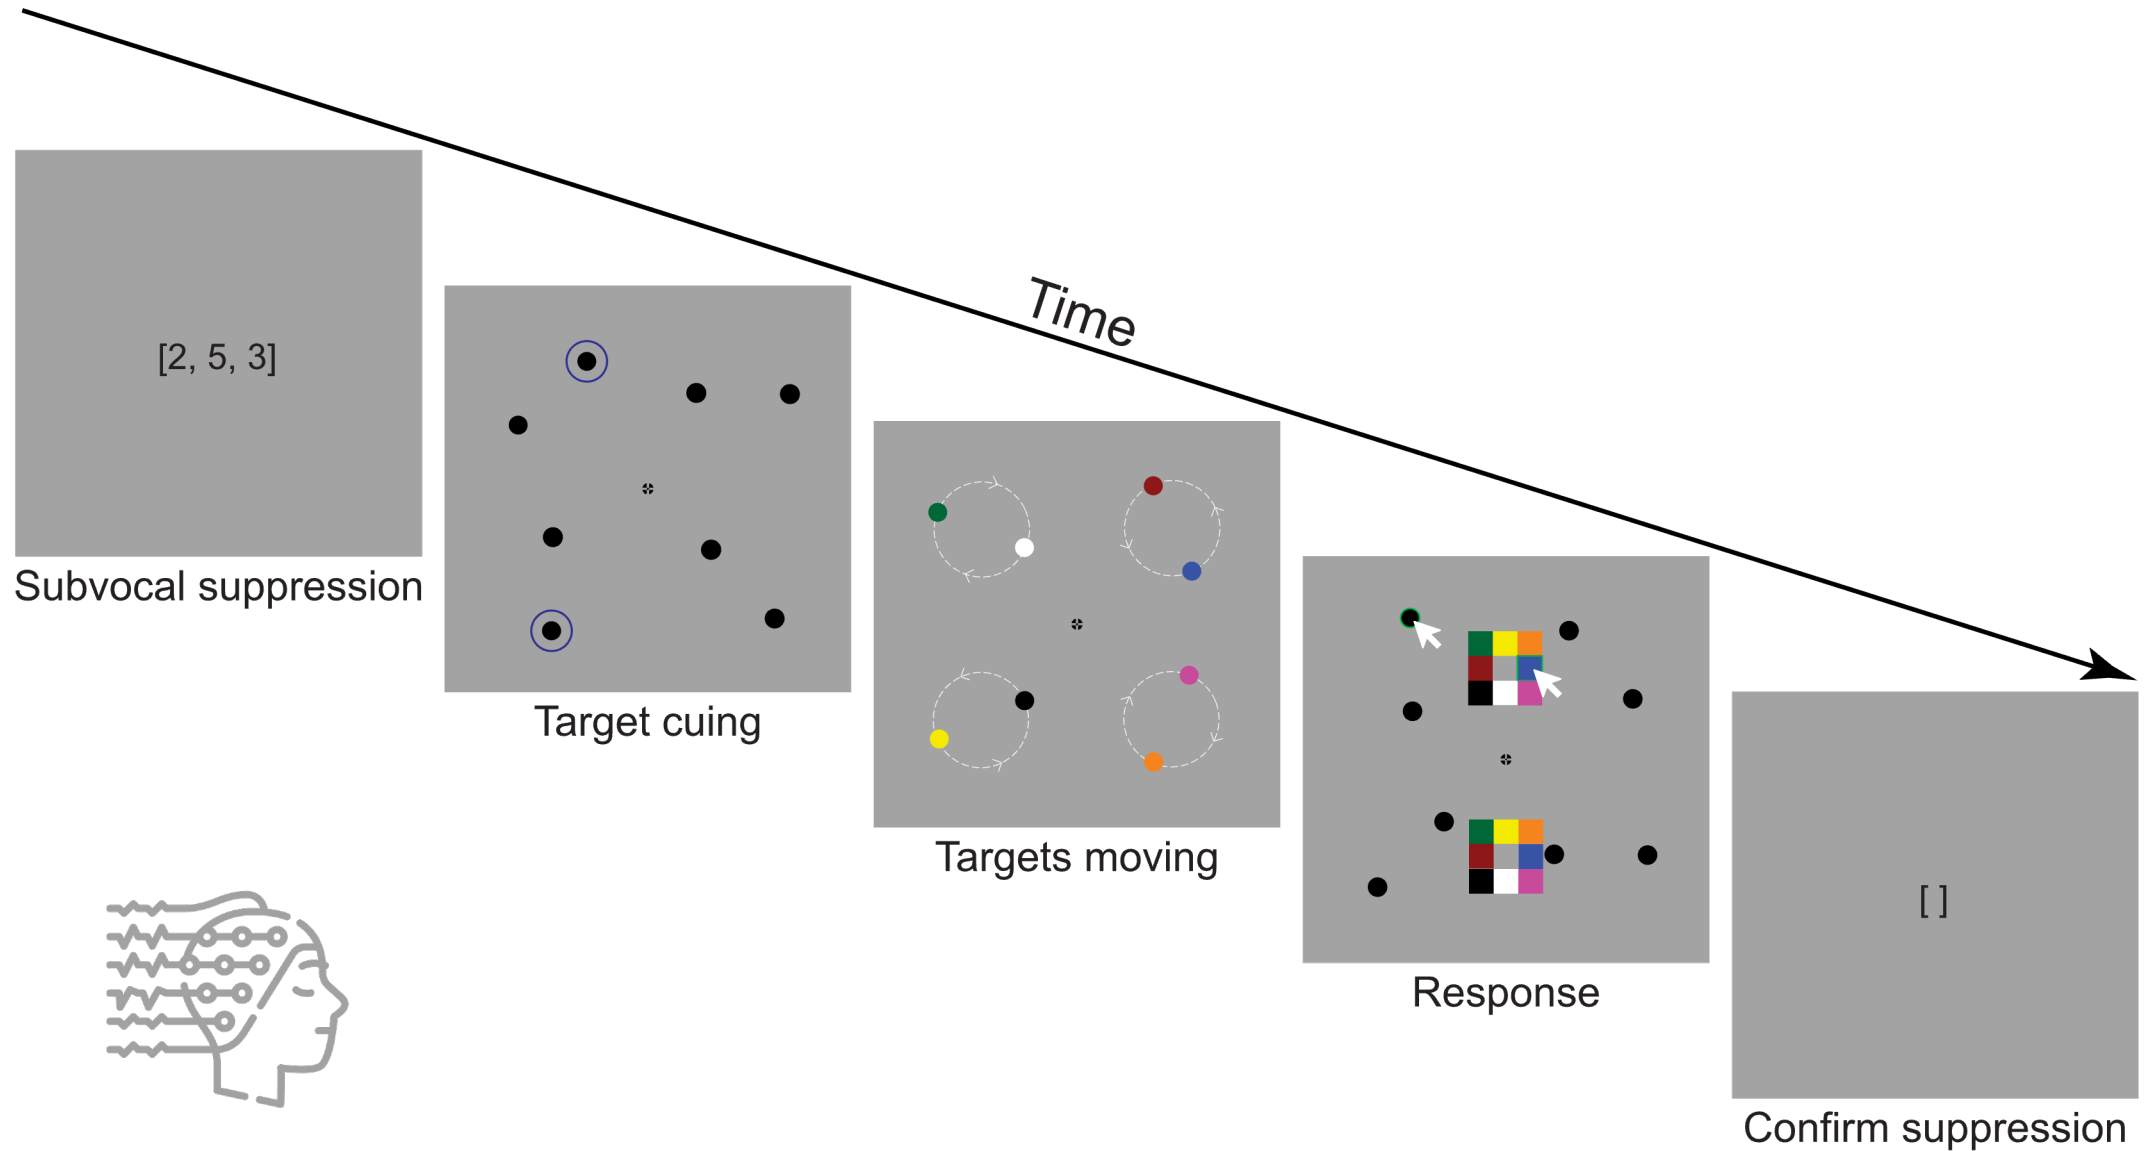 Time
[2, 5, 3]
Subvocal suppression
Target cuing
Targets moving
Response
[ ]
Confirm suppression